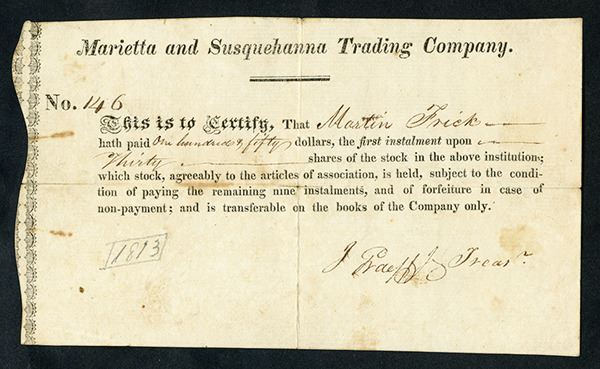 Marietta and Susquehanna Trading Company.
No. 146
This is to Certify, That Martin Frick
hath paid One hundred & fifty dollars, the first instalment upon
Thirty shares of the stock in the above institution;
which stock, agreeably to the articles of association, is held, subject to the condi-
tion of paying the remaining nine instalments, and of forfeiture in case of
non-payment; and is transferable on the books of the Company only.
1813
J Treasr.